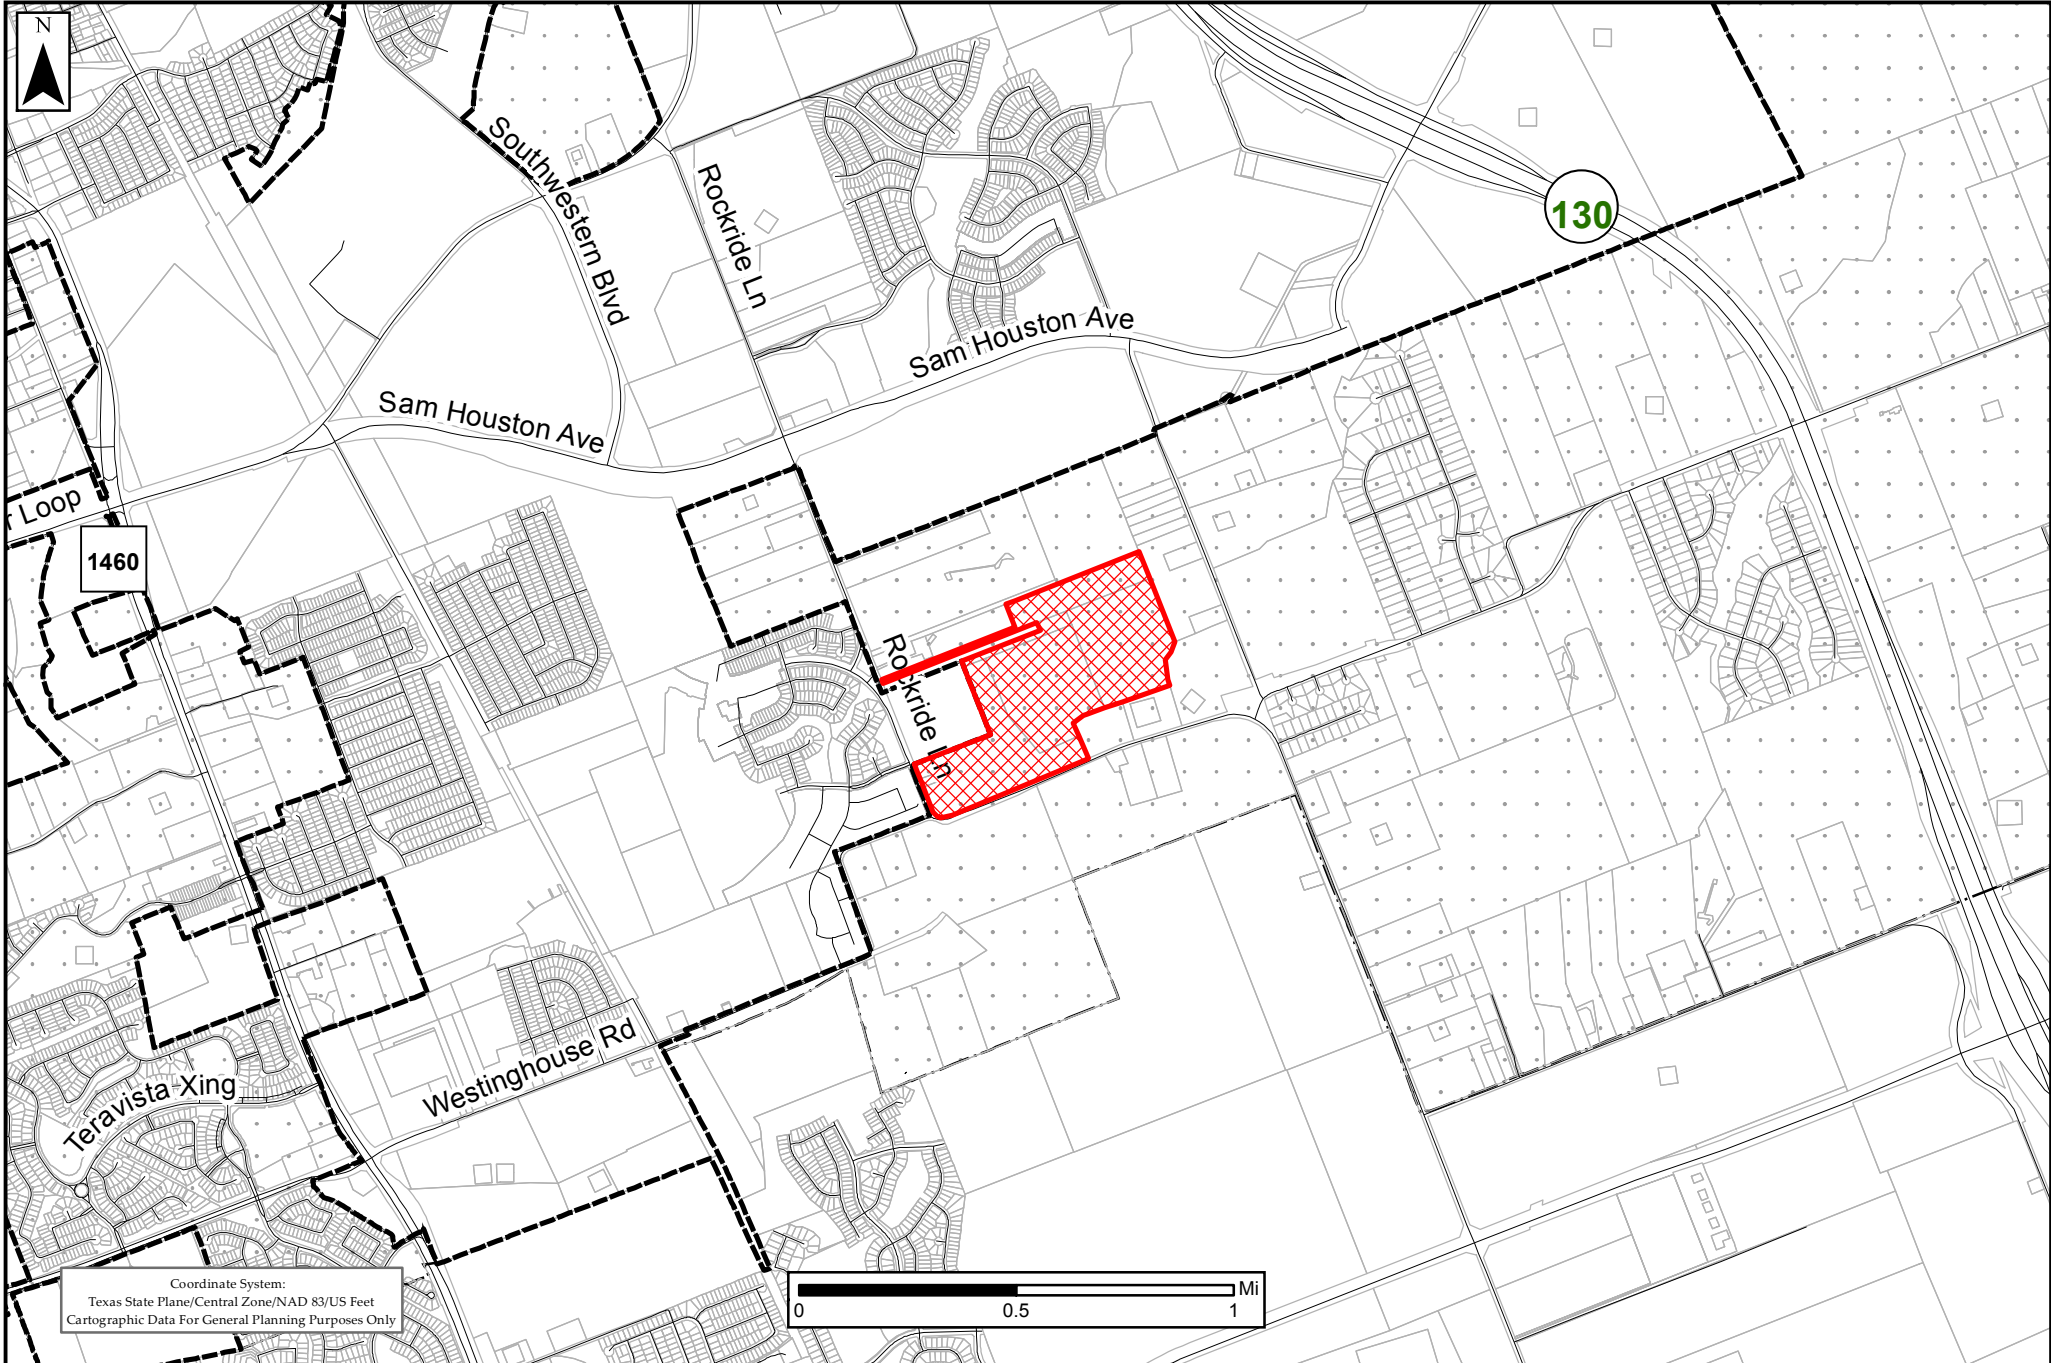 N
Southwestern Blvd
Rockride Ln
130
Sam Houston Ave
Sam Houston Ave
r Loop
1460
Rockride Ln
Westinghouse Rd
Teravista Xing
Coordinate System:
Texas State Plane/Central Zone/NAD 83/US Feet
Cartographic Data For General Planning Purposes Only
Mi
0 0.5 1